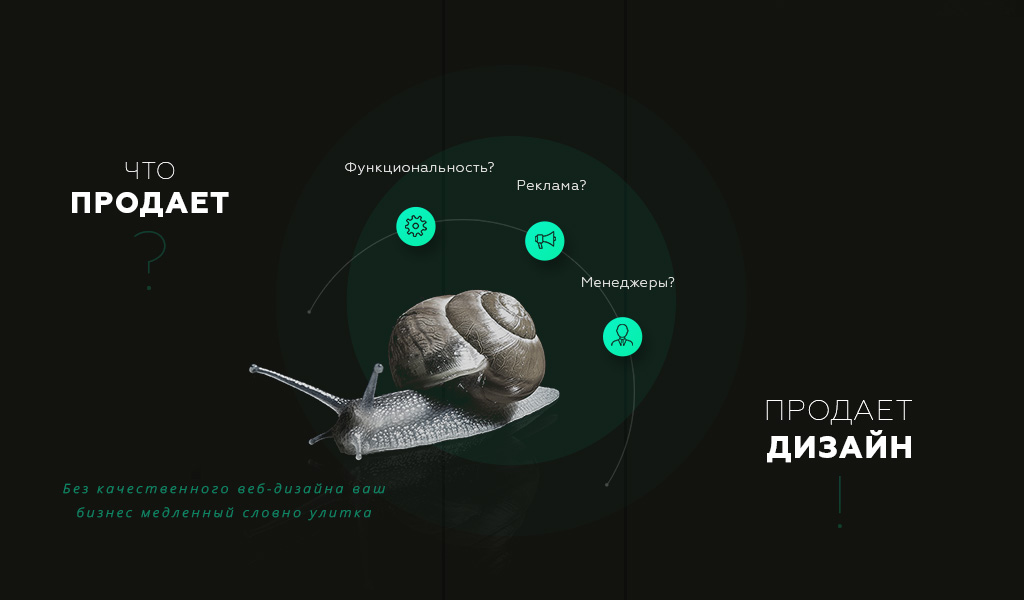 ЧТО
ПРОДАЕТ
?
Функциональность?
Реклама?
Менеджеры?
ПРОДАЕТ
ДИЗАЙН
!
Без качественного веб-дизайна ваш
бизнес медленный словно улитка